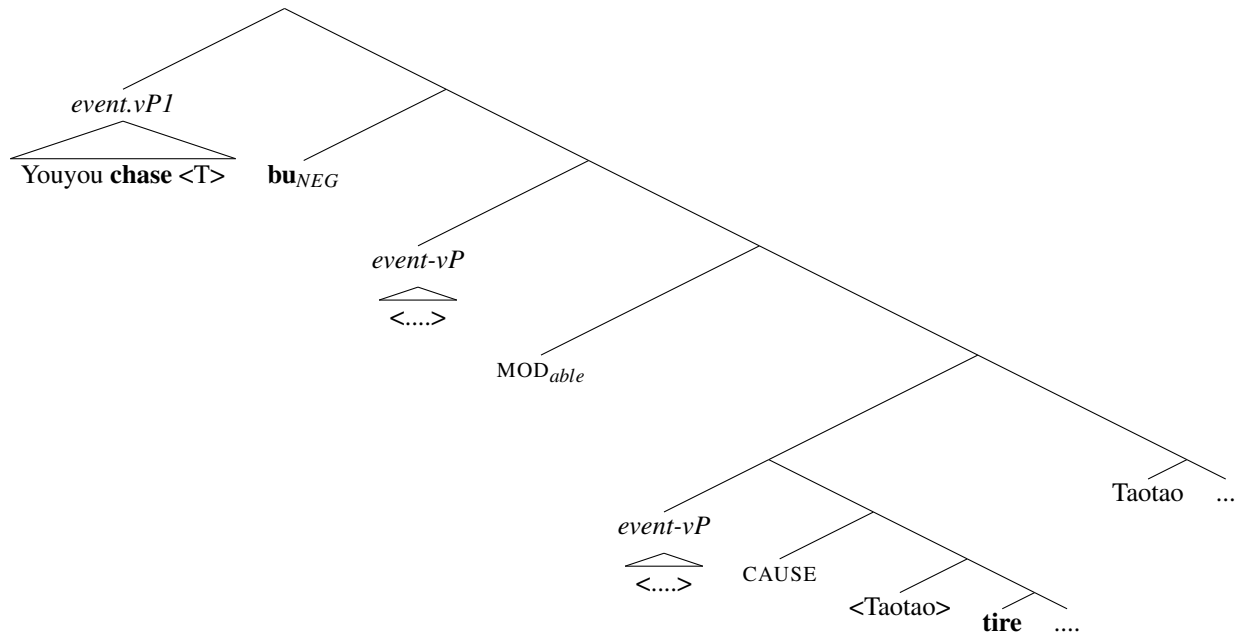 event.vP1
Youyou chase <T>
bu_NEG
event-vP
<....>
MOD_able
Taotao ...
event-vP
<....>
CAUSE
<Taotao>
tire ....